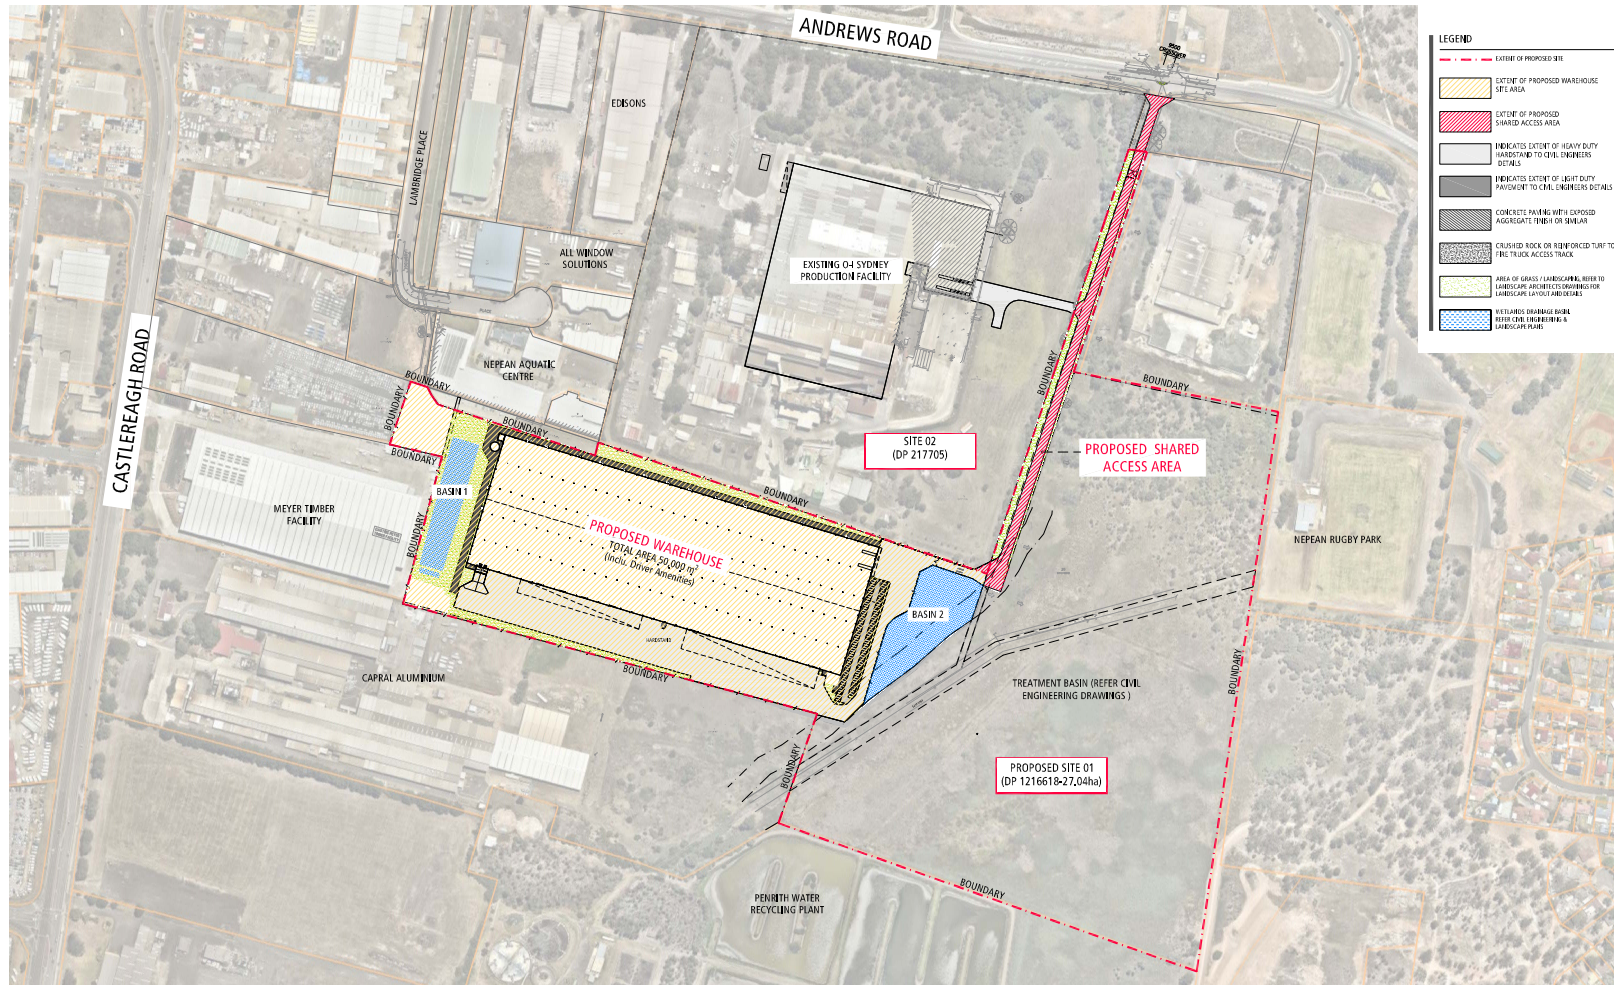 ANDREWS ROAD
9500
CROSSOVER
LEGEND
EXTENT OF PROPOSED SITE
EXTENT OF PROPOSED WAREHOUSE
SITE AREA
EXTENT OF PROPOSED
SHARED ACCESS AREA
INDICATES EXTENT OF HEAVY DUTY
HARDSTAND TO CIVIL ENGINEERS
DETAILS
INDICATES EXTENT OF LIGHT DUTY
PAVEMENT TO CIVIL ENGINEERS DETAILS
CONCRETE PAVING WITH EXPOSED
AGGREGATE FINISH OR SIMILAR
CRUSHED ROCK OR REINFORCED TURF TO
FIRE TRUCK ACCESS TRACK
AREA OF GRASS / LANDSCAPING, REFER TO
LANDSCAPE ARCHITECTS DRAWINGS FOR
LANDSCAPE LAYOUT AND DETAILS
WETLANDS DRAINAGE BASIN.
REFER CIVIL ENGINEERING &
LANDSCAPE PLANS
EDISONS
LAMBRIDGE PLACE
ALL WINDOW
SOLUTIONS
PLACE
EXISTING O-I SYDNEY
PRODUCTION FACILITY
CASTLEREAGH ROAD
NEPEAN AQUATIC
CENTRE
BOUNDARY
BOUNDARY
BOUNDARY
BOUNDARY
BOUNDARY
BOUNDARY
BOUNDARY
BOUNDARY
SITE 02
(DP 217705)
PROPOSED SHARED
ACCESS AREA
BASIN 1
BOUNDARY
MEYER TIMBER
FACILITY
PROPOSED WAREHOUSE
TOTAL AREA 50,000 m²
(Inclu. Driver Amenities)
NEPEAN RUGBY PARK
BASIN 2
HARDSTAND
CAPRAL ALUMINIUM
BOUNDARY
TREATMENT BASIN (REFER CIVIL
ENGINEERING DRAWINGS )
BOUNDARY
BOUNDARY
PROPOSED SITE 01
(DP 1216618-27.04ha)
BOUNDARY
PENRITH WATER
RECYCLING PLANT